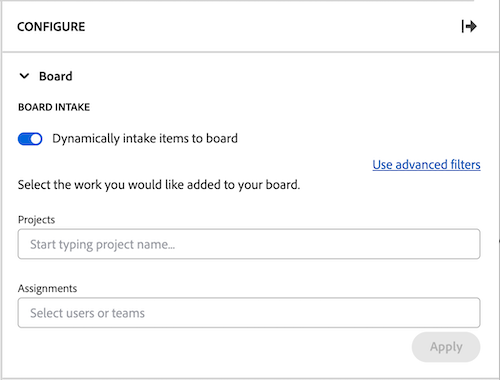 CONFIGURE
Board
BOARD INTAKE
Dynamically intake items to board
Use advanced filters
Select the work you would like added to your board.
Projects
Start typing project name...
Assignments
Select users or teams
Apply